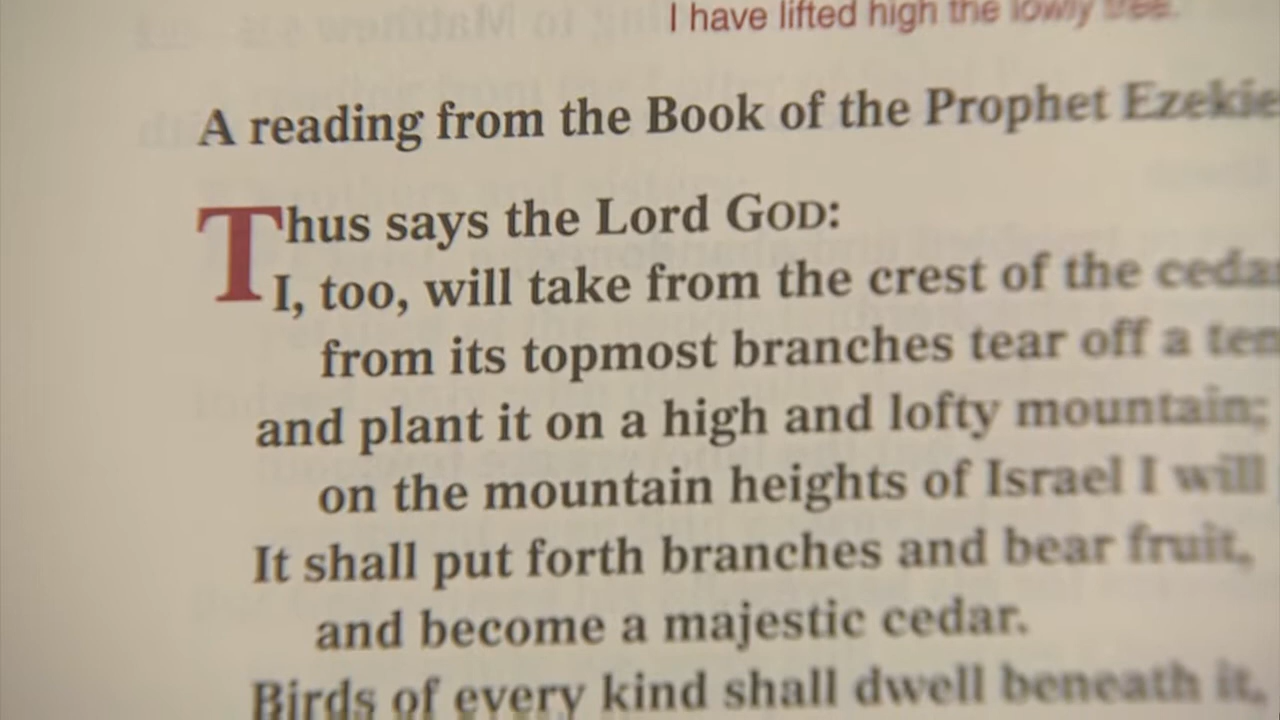 I have lifted high the lowly tree.
A reading from the Book of the Prophet Ezekie
Thus says the Lord GOD:
I, too, will take from the crest of the cedar
from its topmost branches tear off a ten
and plant it on a high and lofty mountain;
on the mountain heights of Israel I will
It shall put forth branches and bear fruit,
and become a majestic cedar.
Birds of every kind shall dwell beneath it,